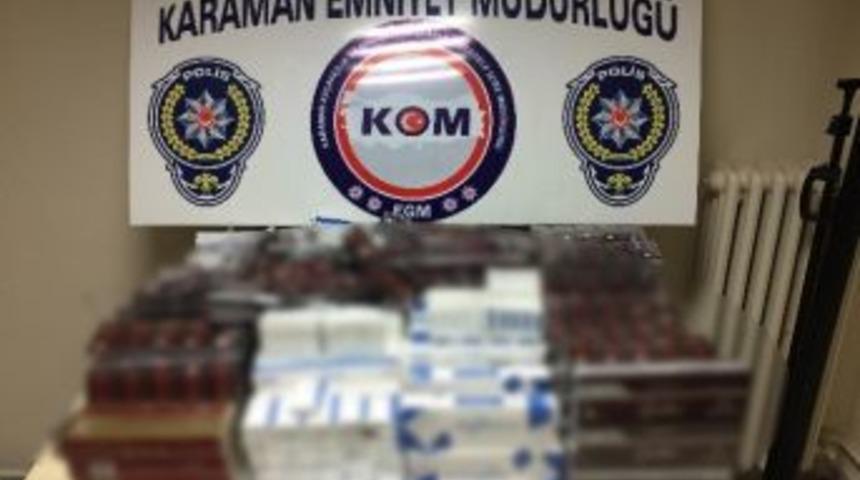 KARAMAN EMNİYET MÜDÜRLÜĞÜ
POLİS
KOM
POLİS
EGM